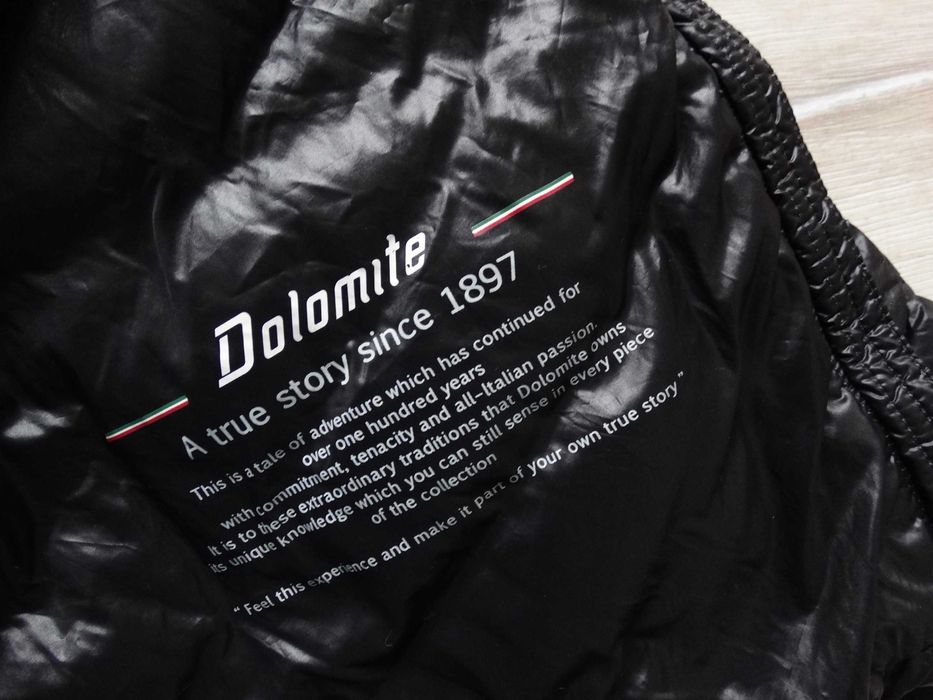 Dolomite
A true story since 1897
This is a tale of adventure which has continued for
over one hundred years
with commitment, tenacity and all-Italian passion.
It is to these extraordinary traditions that Dolomite owns
its unique knowledge which you can still sense in every piece
of the collection
" Feel this experience and make it part of your own true story "